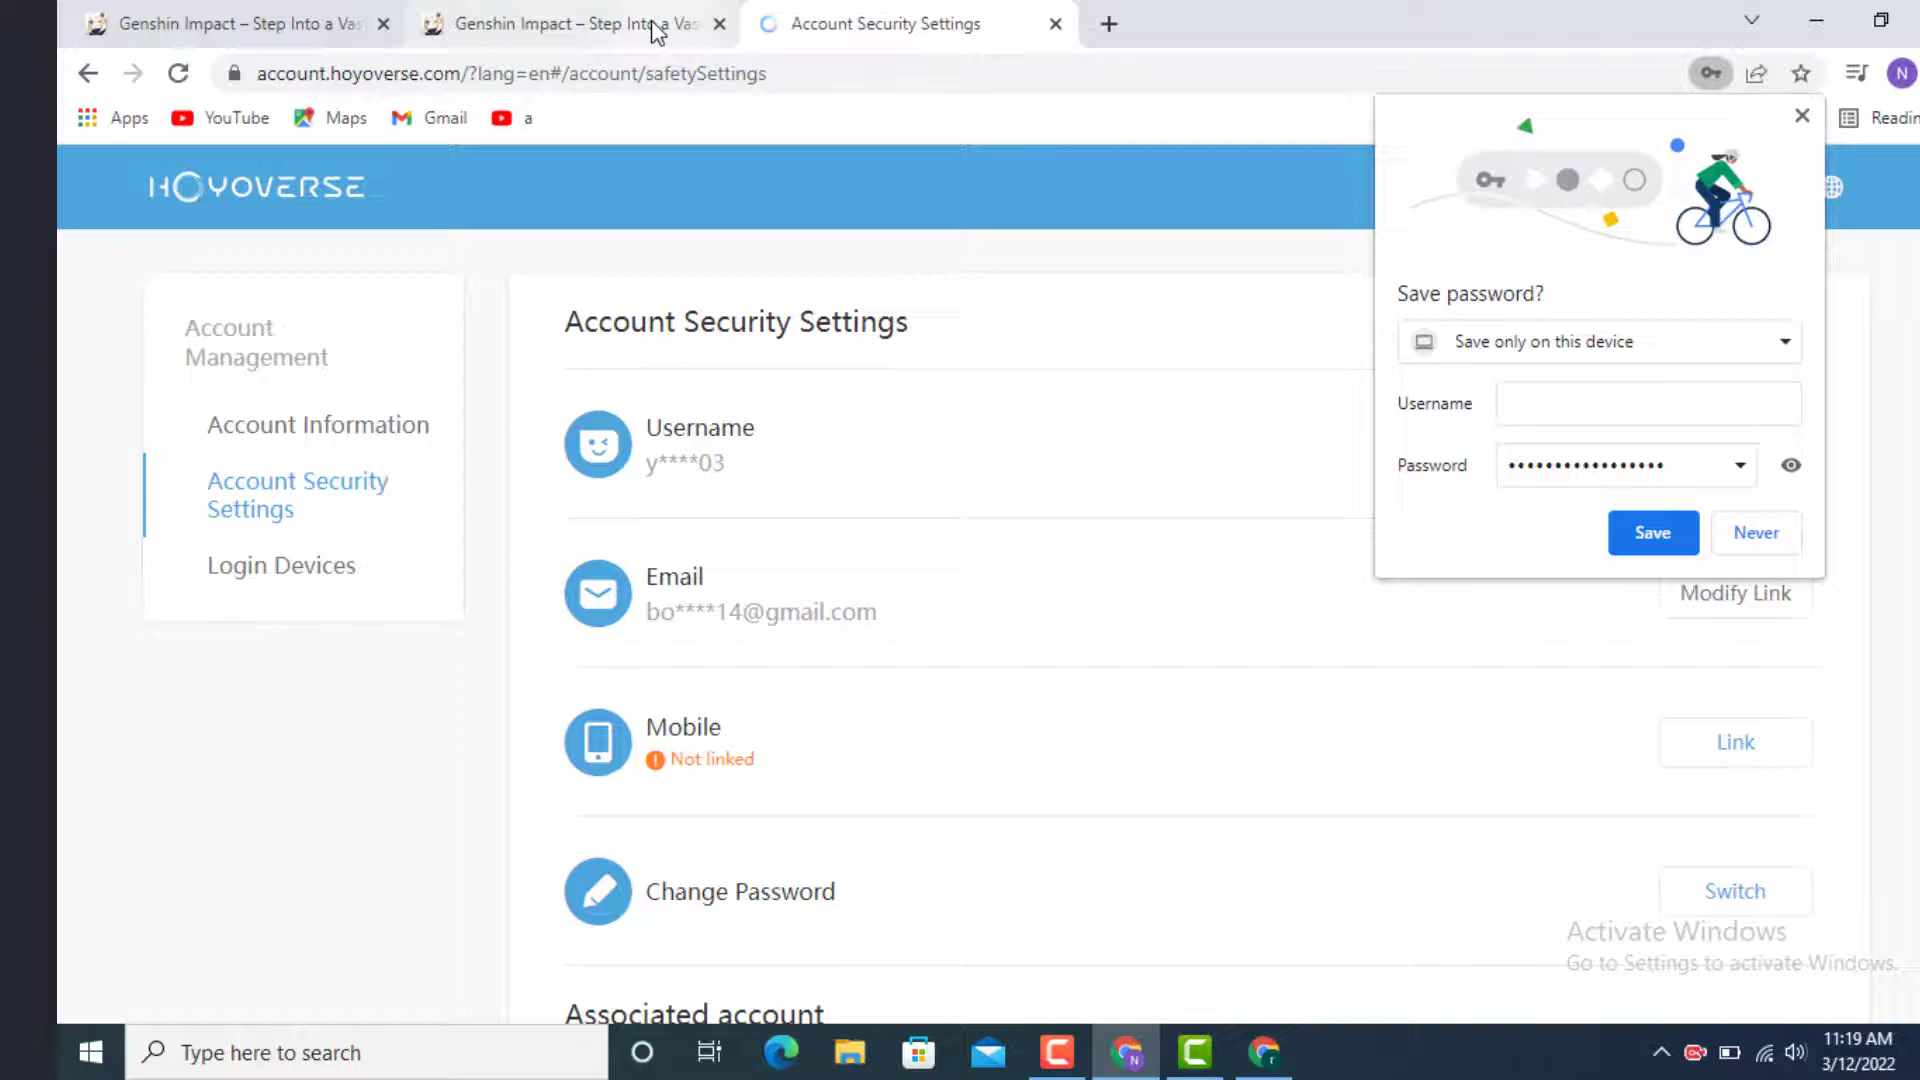 Genshin Impact – Step Into a Vas
Genshin Impact – Step Into a Vas
Account Security Settings
account.hoyoverse.com/?lang=en#/account/safetySettings
N
Apps
YouTube
Maps
Gmail
a
Readin
HOYOVERSE
Account
Management
Account Information
Account Security
Settings
Login Devices
Account Security Settings
Username
y****03
Email
bo****14@gmail.com
Modify Link
Mobile
Not linked
Link
Change Password
Switch
Associated account
Save password?
Save only on this device
Username
Password
•••••••••••••••••
Save
Never
Activate Windows
Go to Settings to activate Windows.
Type here to search
11:19 AM
3/12/2022